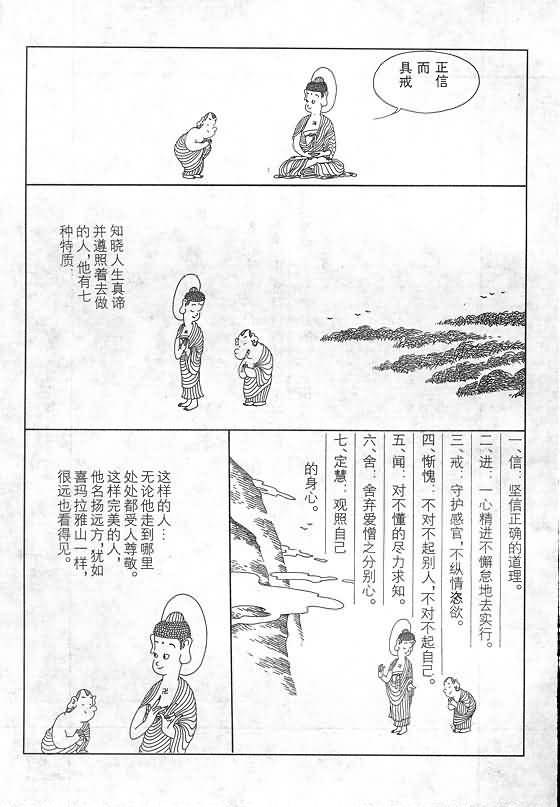 正信
而
具戒
知晓人生真谛
并遵照着去做
的人，他有七
种特质：
一、信：坚信正确的道理。
二、进：一心精进不懈怠地去实行。
三、戒：守护感官，不纵情恣欲。
四、惭愧：不对不起别人，不对不起自己。
五、闻：对不懂的尽力求知。
六、舍：舍弃爱憎之分别心。
七、定慧：观照自己
的身心。
这样的人…
无论他走到哪里
处处都受人尊敬。
这样完美的人，
他名扬远方，犹如
喜玛拉雅山一样，
很远也看得见。